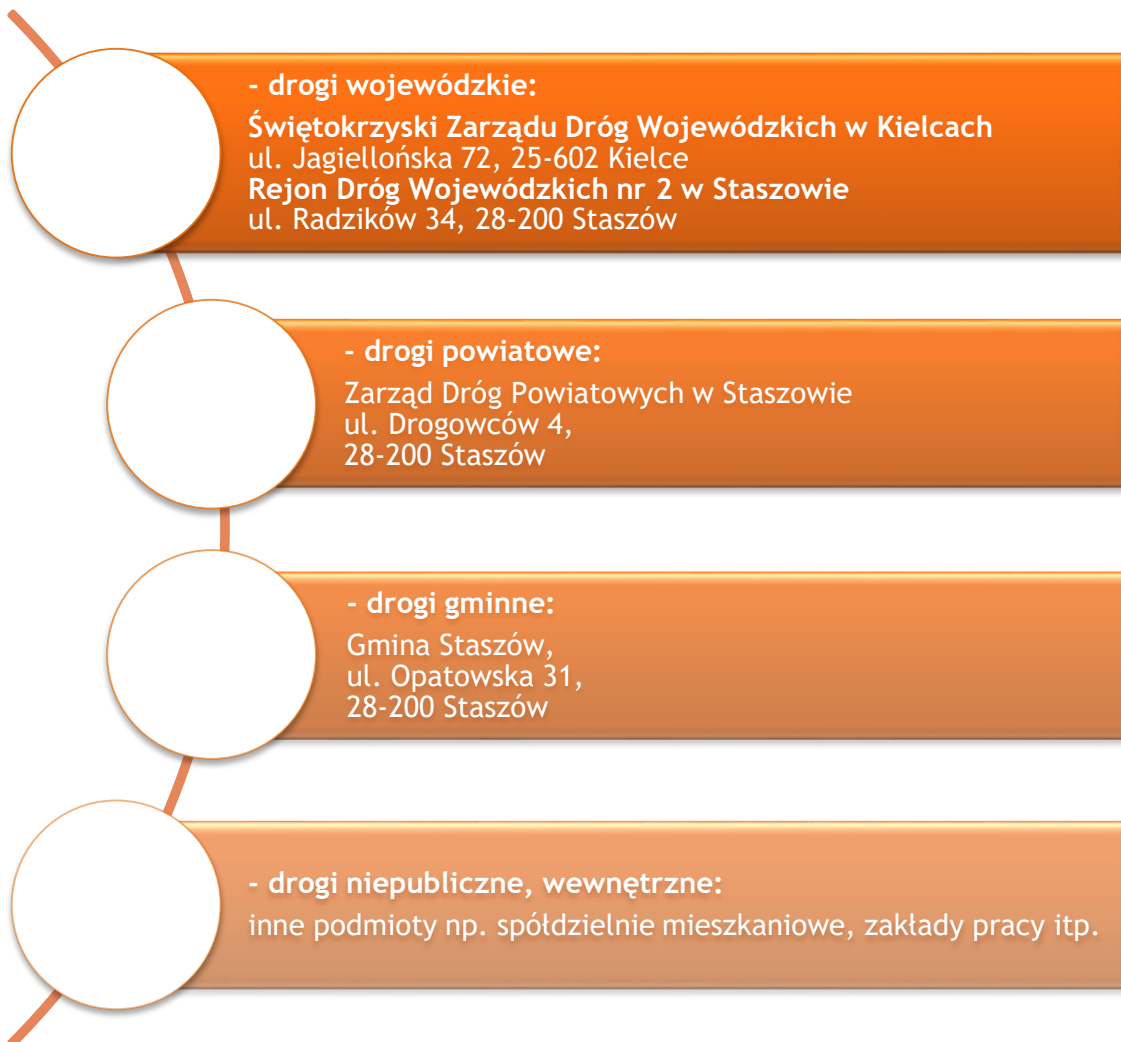 - drogi wojewódzkie:
Świętokrzyski Zarządu Dróg Wojewódzkich w Kielcach
ul. Jagiellońska 72, 25-602 Kielce
Rejon Dróg Wojewódzkich nr 2 w Staszowie
ul. Radzików 34, 28-200 Staszów
- drogi powiatowe:
Zarząd Dróg Powiatowych w Staszowie
ul. Drogowców 4,
28-200 Staszów
- drogi gminne:
Gmina Staszów,
ul. Opatowska 31,
28-200 Staszów
- drogi niepubliczne, wewnętrzne:
inne podmioty np. spółdzielnie mieszkaniowe, zakłady pracy itp.